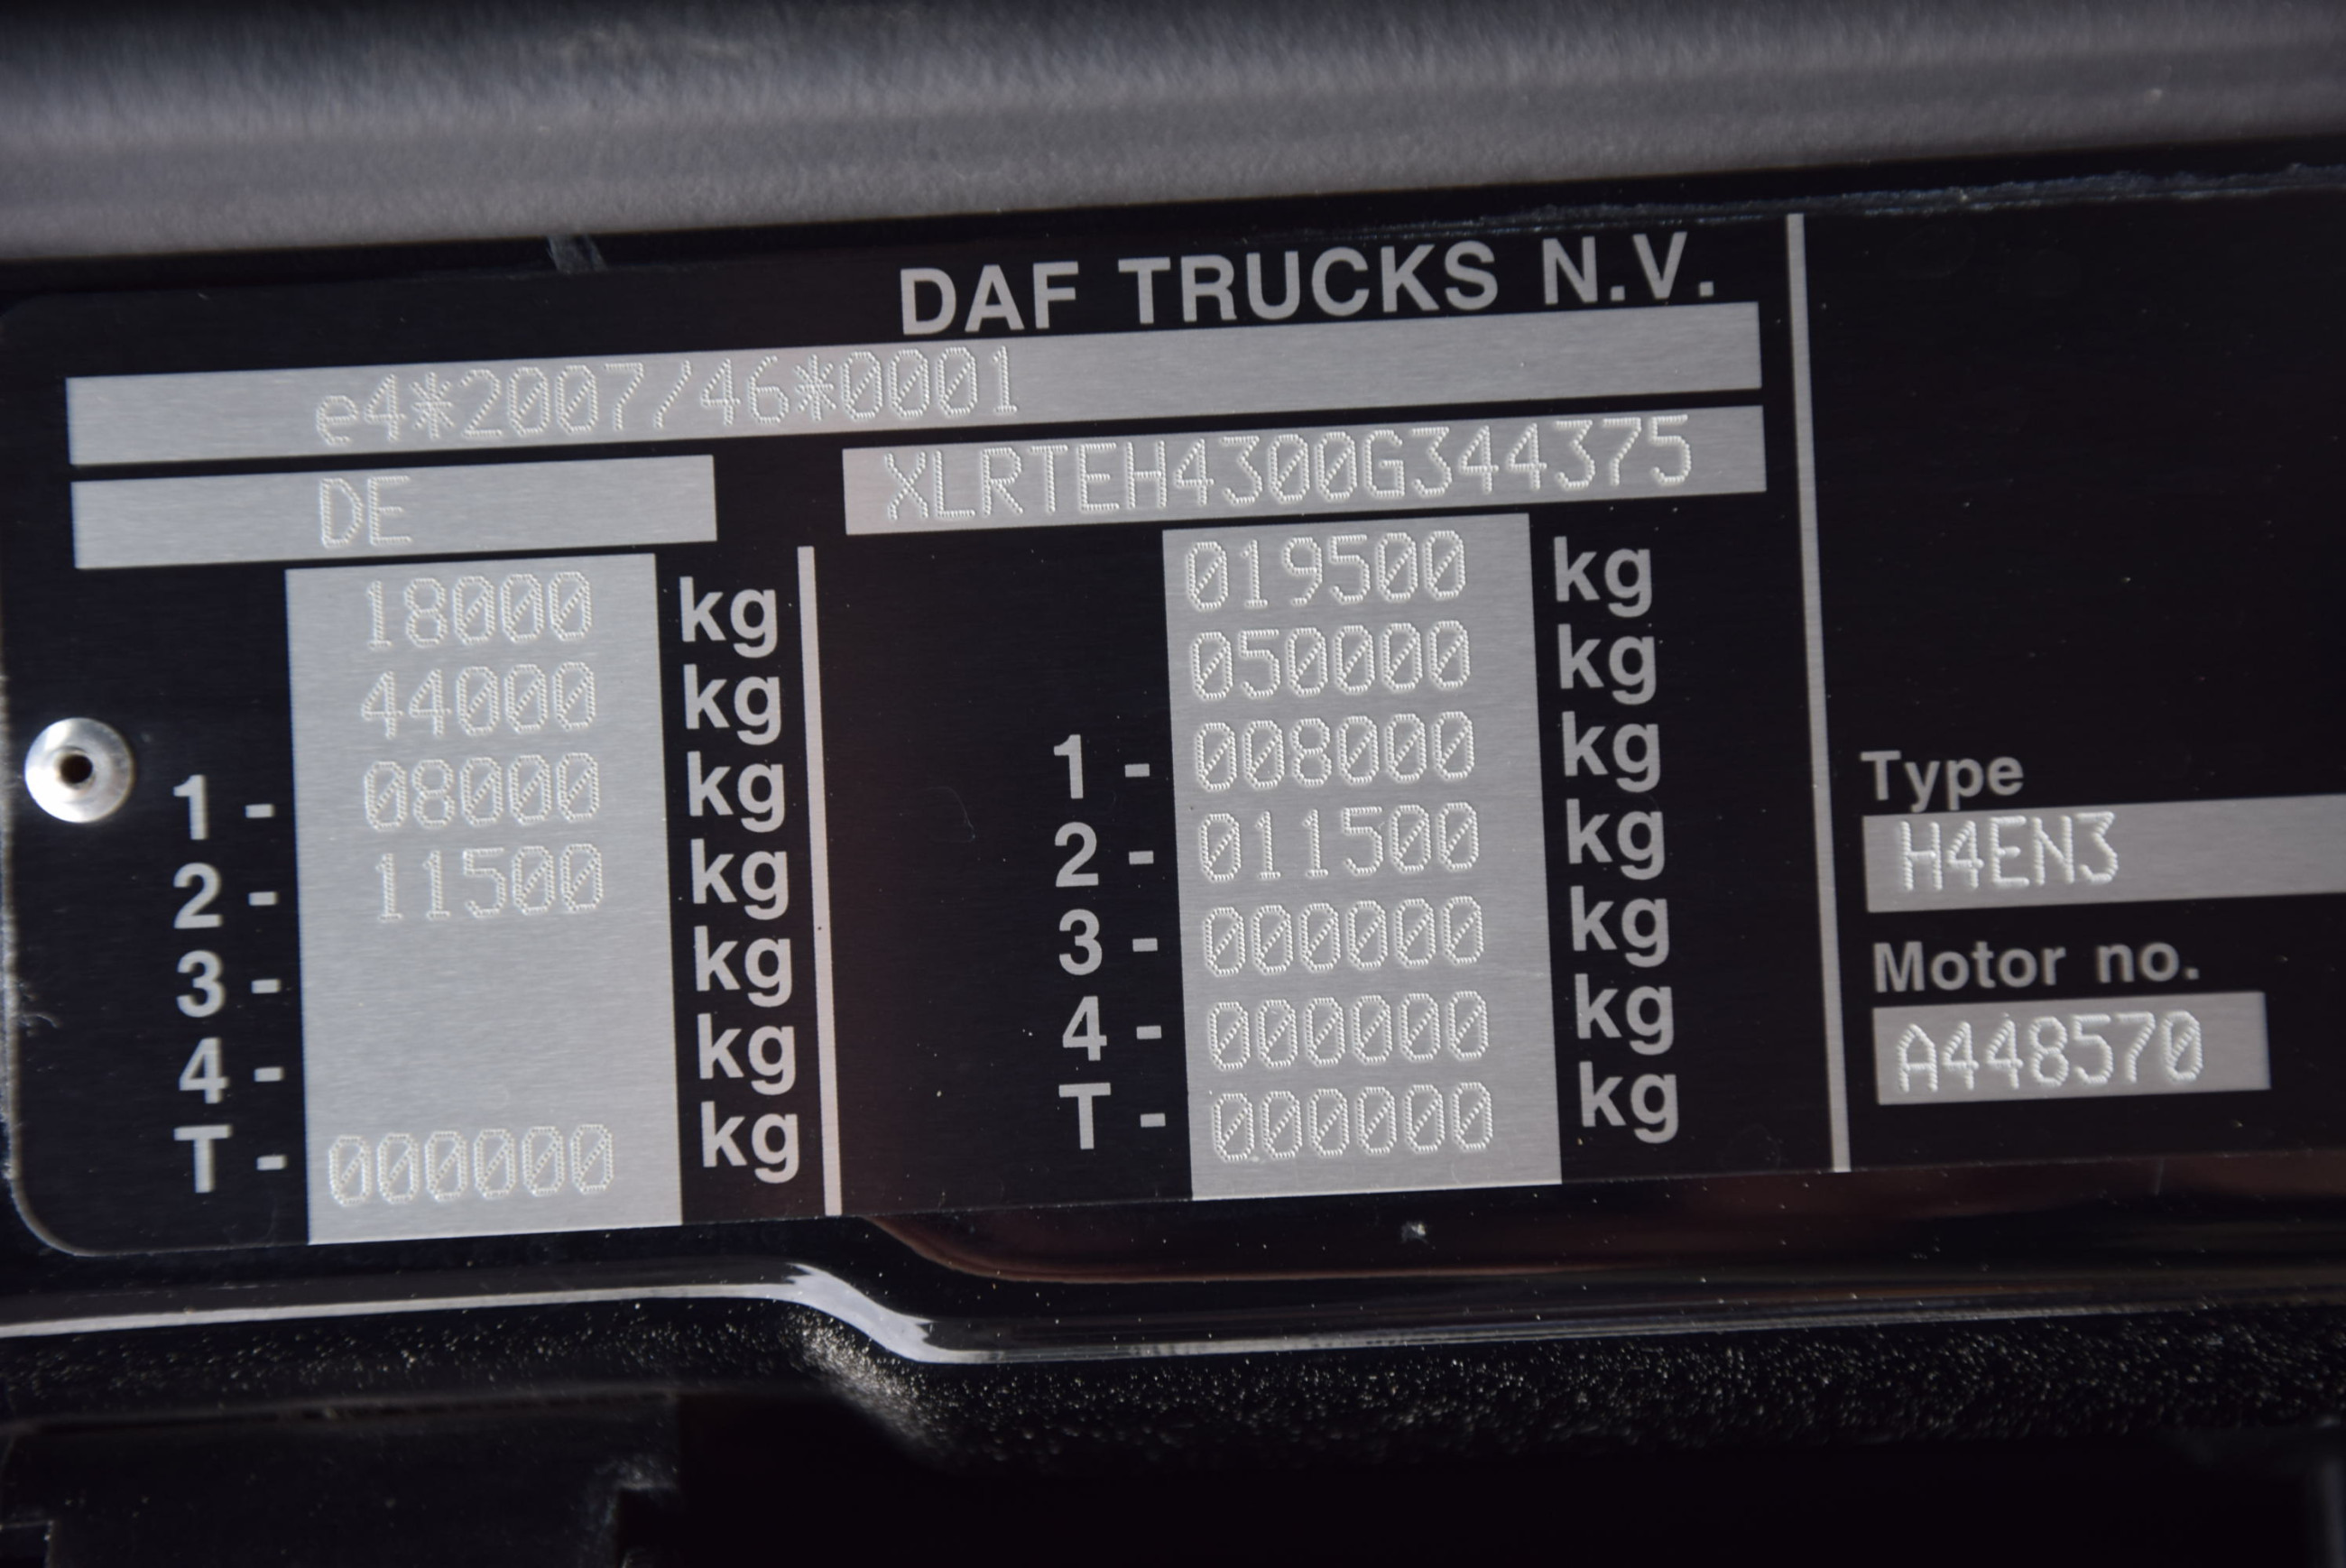 DAF TRUCKS N.V.
e4*2007/46*0001
DE
XLRTEH4300G344375
18000 kg
44000 kg
1 - 08000 kg
2 - 11500 kg
3 - kg
4 - kg
T - 000000 kg
019500 kg
050000 kg
1 - 008000 kg
2 - 011500 kg
3 - 000000 kg
4 - 000000 kg
T - 000000 kg
Type
H4EN3
Motor no.
A448570